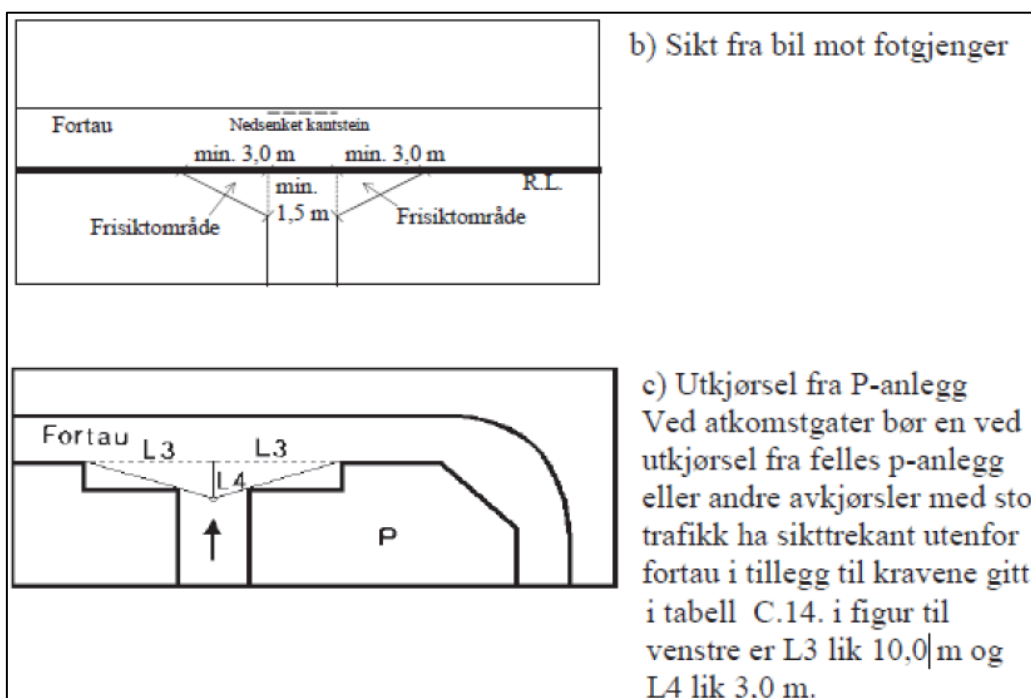 b) Sikt fra bil mot fotgjenger
Fortau
Nedsenket kantstein
min. 3,0 m min. 3,0 m
R.L.
min.
1,5 m
Frisiktområde
Frisiktområde
c) Utkjørsel fra P-anlegg
Ved atkomstgater bør en ved
utkjørsel fra felles p-anlegg
eller andre avkjørsler med sto
trafikk ha sikttrekant utenfor
fortau i tillegg til kravene gitt
i tabell C.14. i figur til
venstre er L3 lik 10,0 m og
L4 lik 3,0 m.
Fortau
L3 L3
L4
P